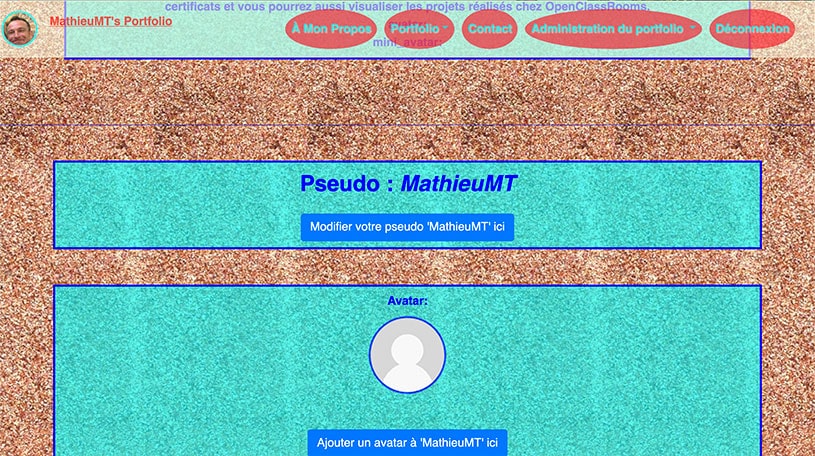 certificats et vous pourrez aussi visualiser les projets réalisés chez OpenClassRooms.
MathieuMT's Portfolio
À Mon Propos
Portfolio
Contact
Administration du portfolio
Déconnexion
mini_avatar:
Pseudo : MathieuMT
Modifier votre pseudo 'MathieuMT' ici
Avatar:
Ajouter un avatar à 'MathieuMT' ici